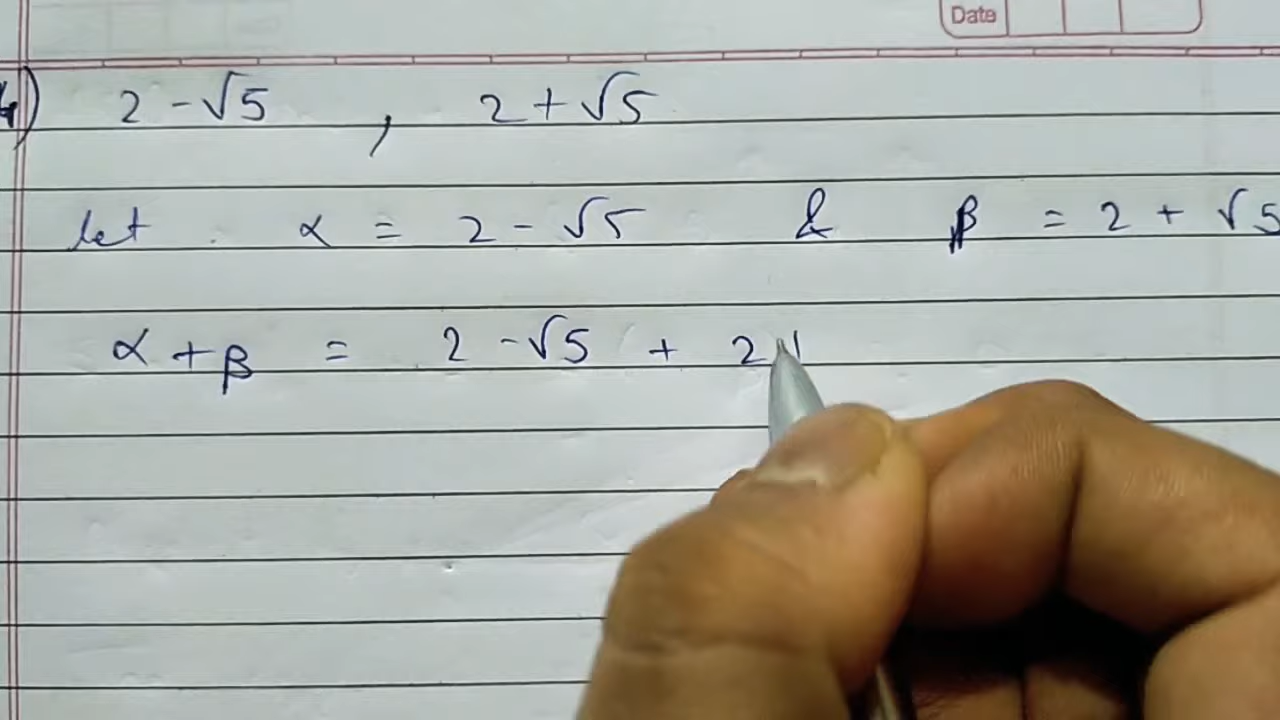 Date
4) 2 - √5 , 2 + √5
let α = 2 - √5 & β = 2 + √5
α + β = 2 - √5 + 2